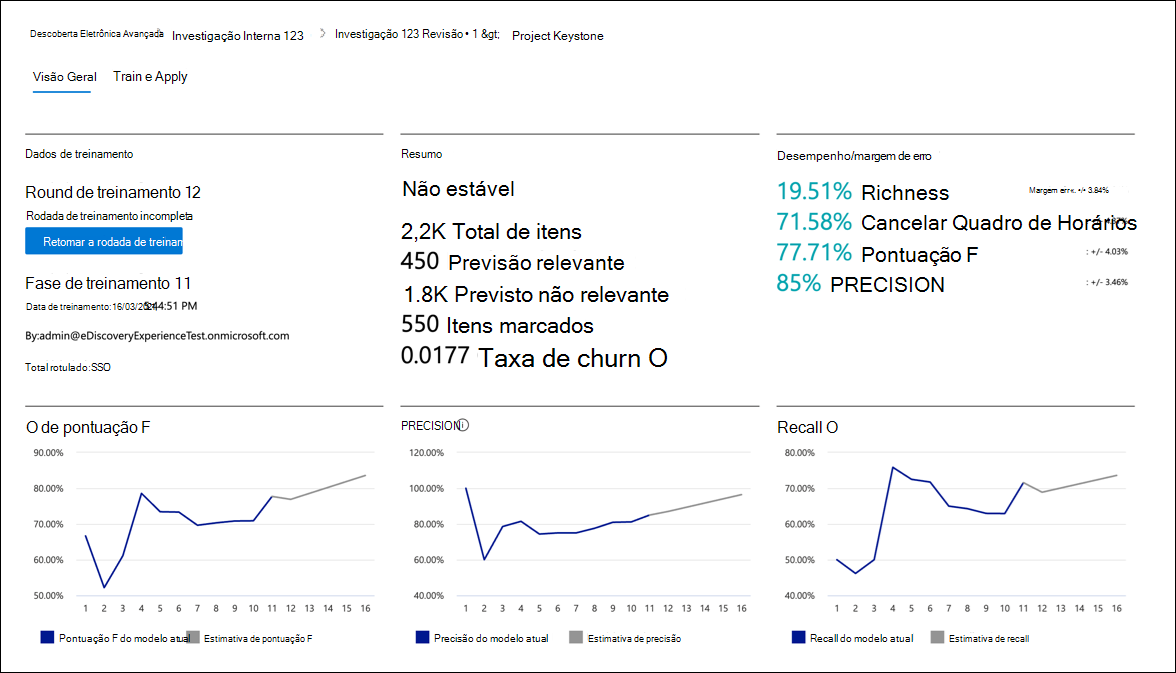 Descoberta Eletrônica Avançada Investigação Interna 123 > Investigação 123 Revisão • 1 &gt; Project Keystone
Visão Geral Train e Apply
Dados de treinamento
Round de treinamento 12
Rodada de treinamento incompleta
Retomar a rodada de treinam
Fase de treinamento 11
Data de treinamento: 16/03/202 5:44:51 PM
By:admin@eDiscoveryExperienceTest.onmicrosoft.com
Total rotulado:SSO
Resumo
Não estável
2,2K Total de itens
450 Previsão relevante
1.8K Previsto não relevante
550 Itens marcados
0.0177 Taxa de churn O
Desempenho/margem de erro
19.51% Richness Margem err +/- 3.84%
71.58% Cancelar Quadro de Horários
77.71% Pontuação F : +/- 4.03%
85% PRECISION : +/- 3.46%
O de pontuação F
90.00%
80.00%
70.00%
60.00%
50.00%
1 2 3 4 5 6 7 8 9 10 11 12 13 14 15 16
Pontuação F do modelo atual Estimativa de pontuação F
PRECISION
120.00%
100.00%
80.00%
60.00%
40.00%
1 2 3 4 5 6 7 8 9 10 11 12 13 14 15 16
Precisão do modelo atual Estimativa de precisão
Recall O
80.00%
70.00%
60.00%
50.00%
40.00%
1 2 3 4 5 6 7 8 9 10 11 12 13 14 15 16
Recall do modelo atual Estimativa de recall